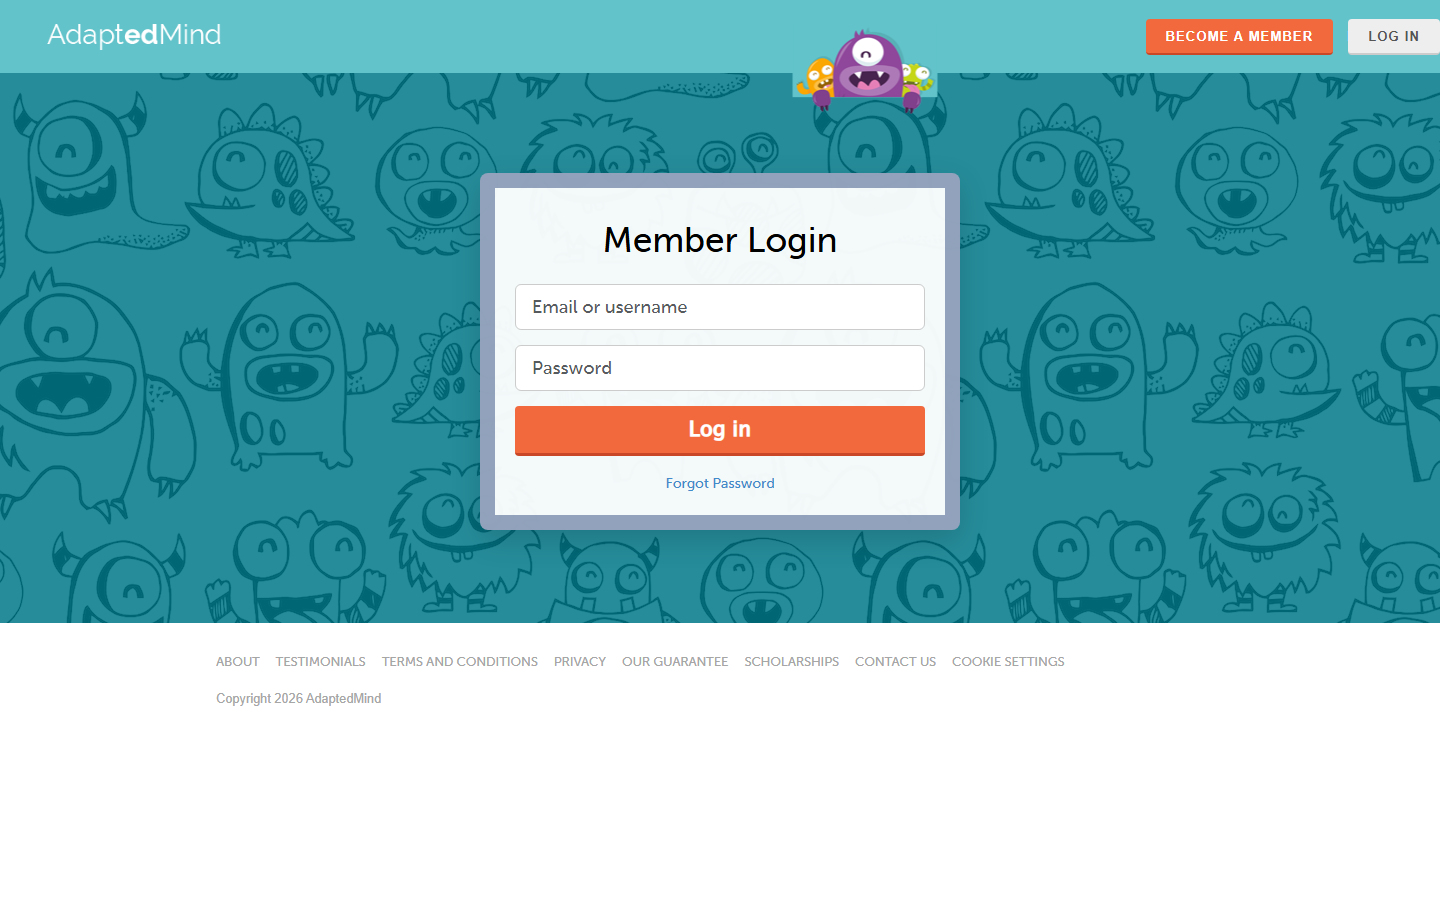 AdaptedMind
BECOME A MEMBER
LOG IN
Member Login
Email or username
Password
Log in
Forgot Password
ABOUT TESTIMONIALS TERMS AND CONDITIONS PRIVACY OUR GUARANTEE SCHOLARSHIPS CONTACT US COOKIE SETTINGS
Copyright 2026 AdaptedMind